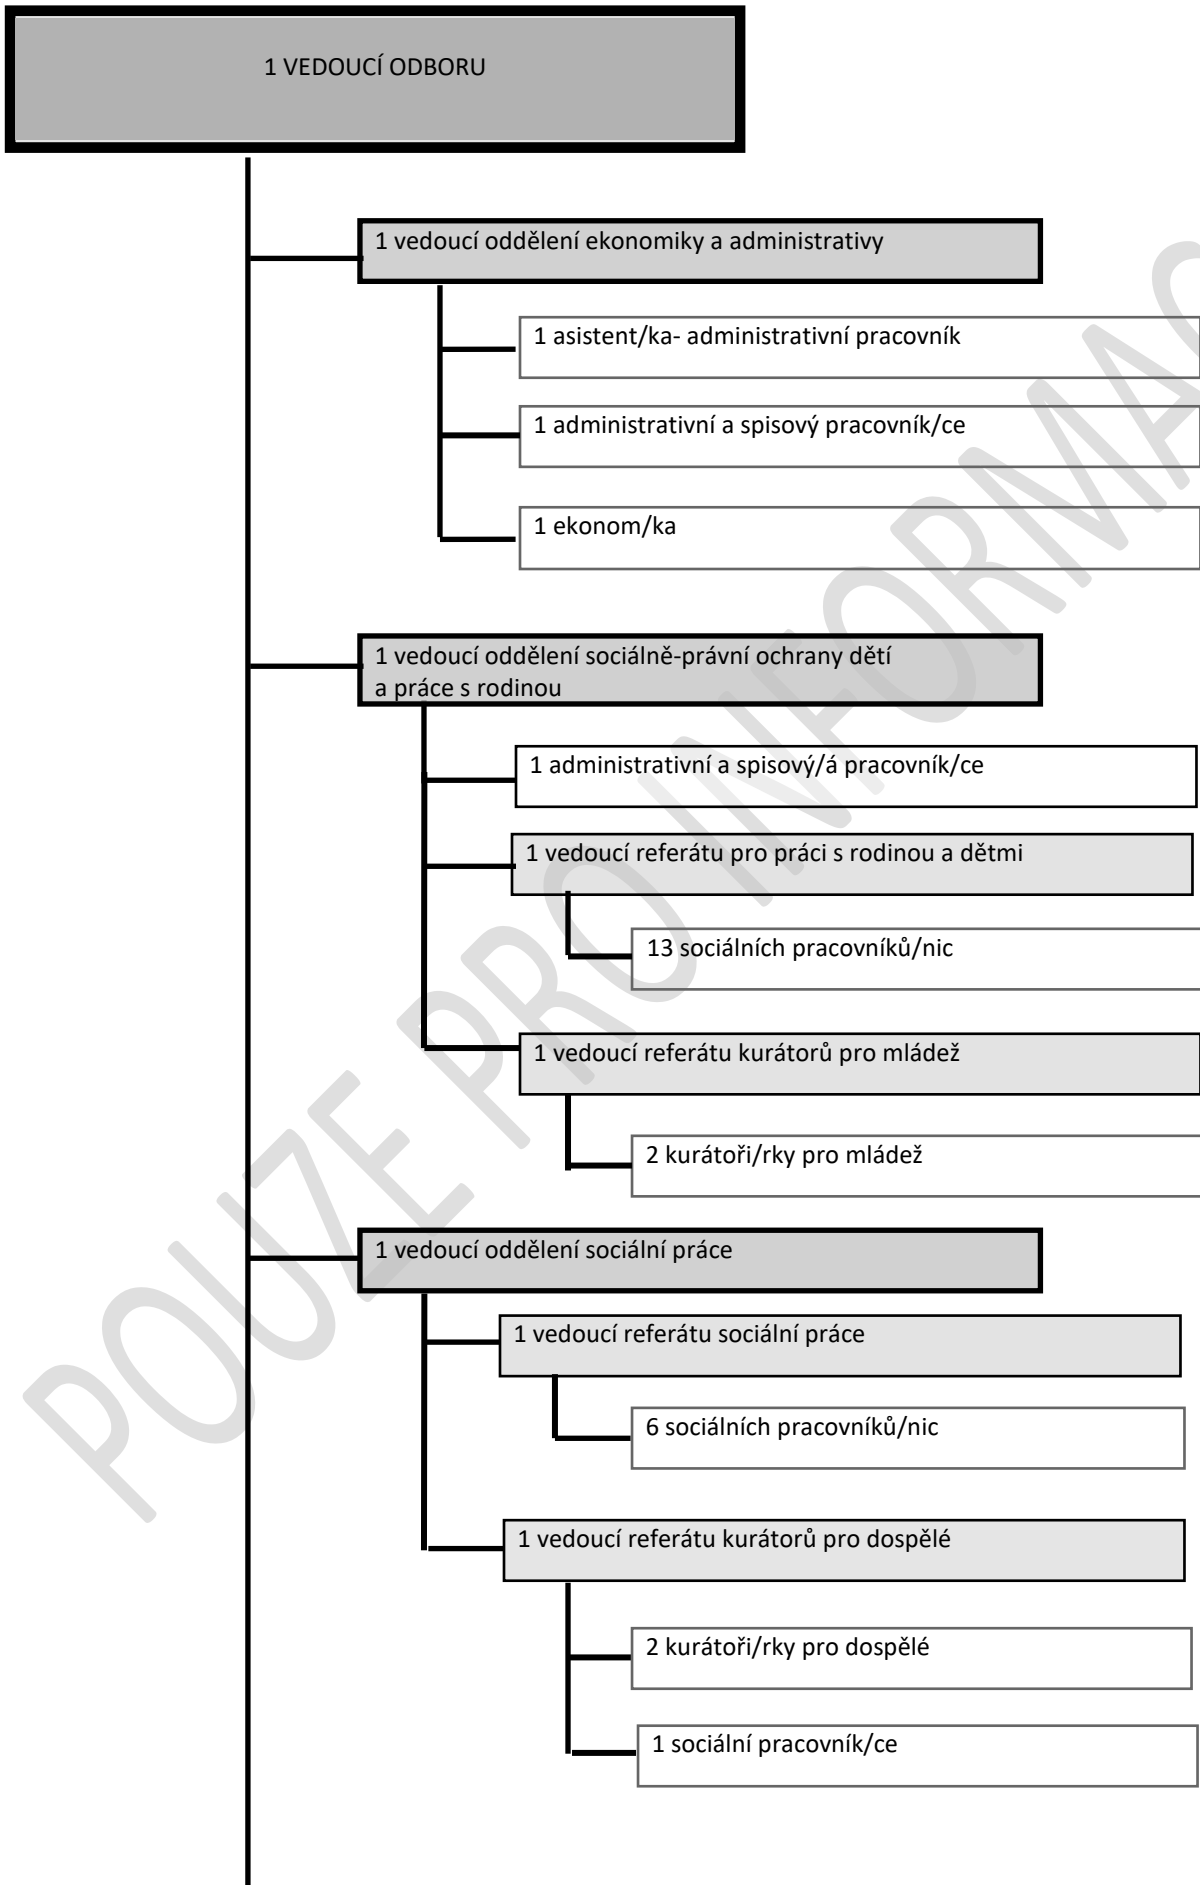 1 VEDOUCÍ ODBORU
1 vedoucí oddělení ekonomiky a administrativy
1 asistent/ka- administrativní pracovník
1 administrativní a spisový pracovník/ce
1 ekonom/ka
1 vedoucí oddělení sociálně-právní ochrany dětí
a práce s rodinou
1 administrativní a spisový/á pracovník/ce
1 vedoucí referátu pro práci s rodinou a dětmi
13 sociálních pracovníků/nic
1 vedoucí referátu kurátorů pro mládež
2 kurátoři/rky pro mládež
1 vedoucí oddělení sociální práce
1 vedoucí referátu sociální práce
6 sociálních pracovníků/nic
1 vedoucí referátu kurátorů pro dospělé
2 kurátoři/rky pro dospělé
1 sociální pracovník/ce
POUZE PRO INFORMAC